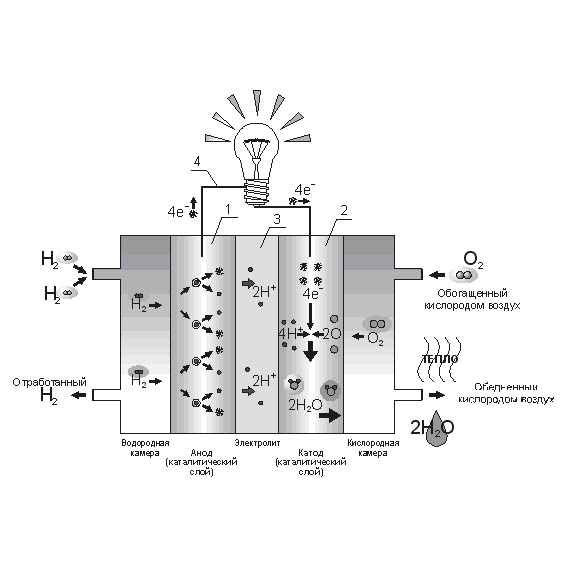 4
4e⁻
4e⁻
1
3
2
H₂
H₂
O₂
Обогащенный
кислородом воздух
2H⁺
4e⁻
H₂
4H⁺
2O
O₂
ТЕПЛО
Отработанный
H₂
H₂
2H⁺
2H₂O
Обедненный
кислородом воздух
2H₂O
Водородная
камера
Анод
(каталитический
слой)
Электролит
Катод
(каталитический
слой)
Кислородная
камера